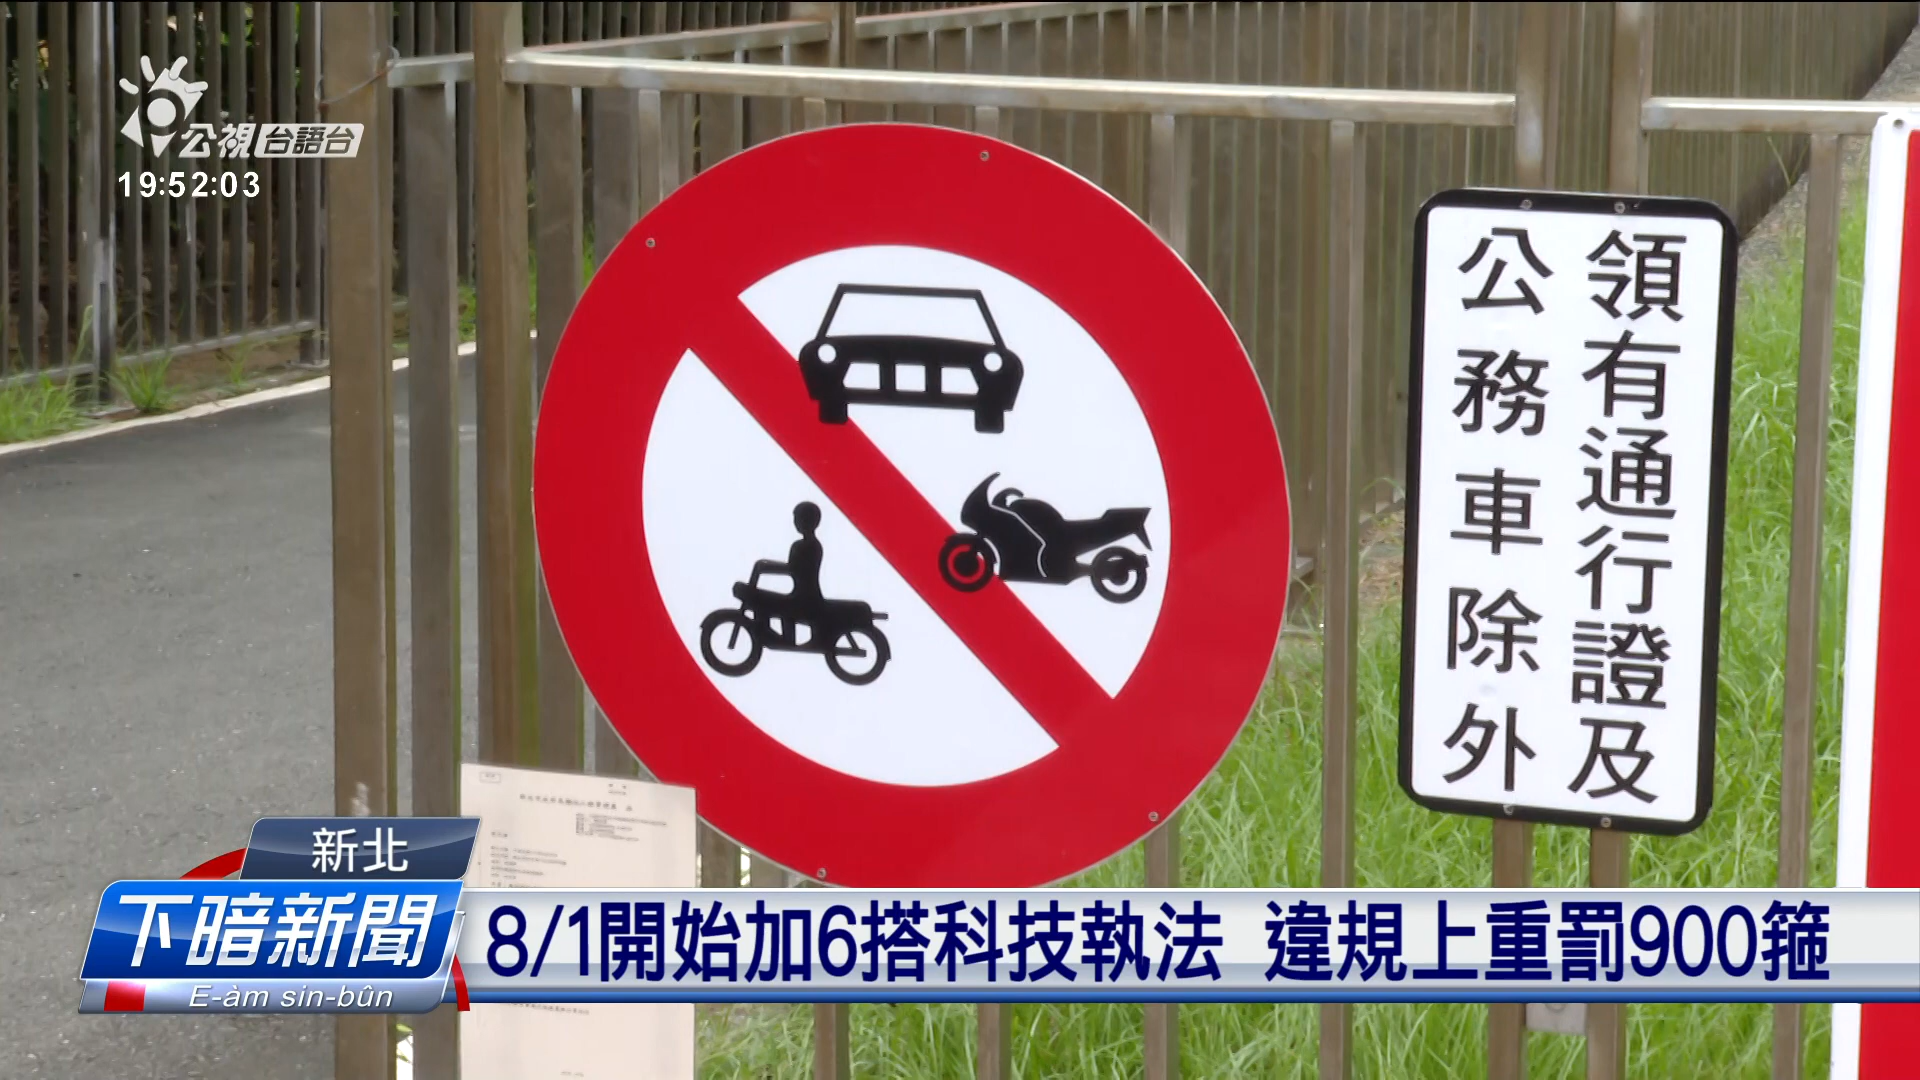 公視 台語台
19:52:03
領有通行證及
公務車除外
新北
下暗新聞
E-àm sin-bûn
8/1開始加6搭科技執法 違規上重罰900箍